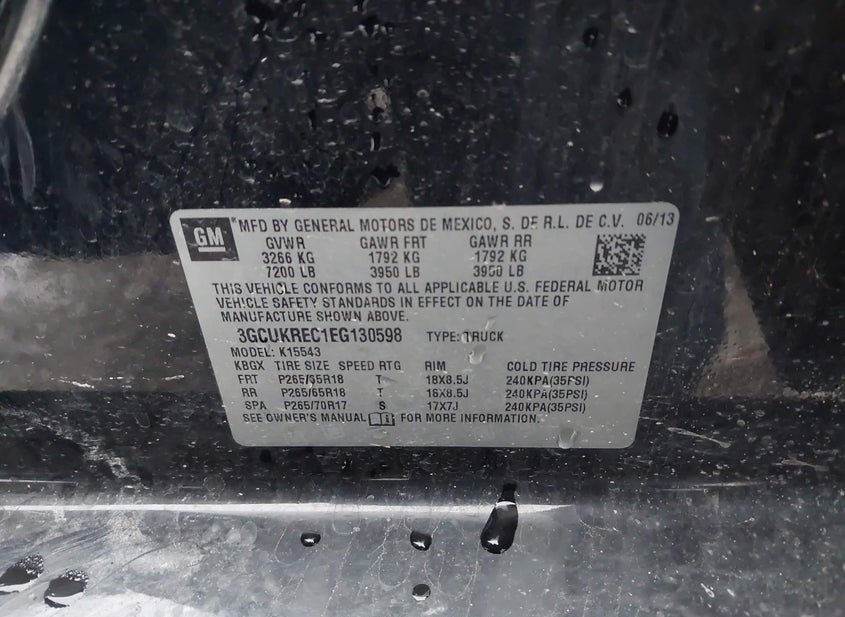 GM ® MFD BY GENERAL MOTORS DE MEXICO, S. DE R.L. DE C.V. 06/13
GVWR GAWR FRT GAWR RR
3266 KG 1792 KG 1792 KG
7200 LB 3950 LB 3950 LB
THIS VEHICLE CONFORMS TO ALL APPLICABLE U.S. FEDERAL MOTOR
VEHICLE SAFETY STANDARDS IN EFFECT ON THE DATE OF
MANUFACTURE SHOWN ABOVE.
3GCUKREC1EG130598 TYPE: TRUCK
MODEL: K15543
KBGX TIRE SIZE SPEED RTG RIM COLD TIRE PRESSURE
FRT P265/65R18 T 18X8.5J 240KPA(35PSI)
RR P265/65R18 T 18X8.5J 240KPA(35PSI)
SPA P265/70R17 S 17X7J 240KPA(35PSI)
SEE OWNER'S MANUAL FOR MORE INFORMATION.